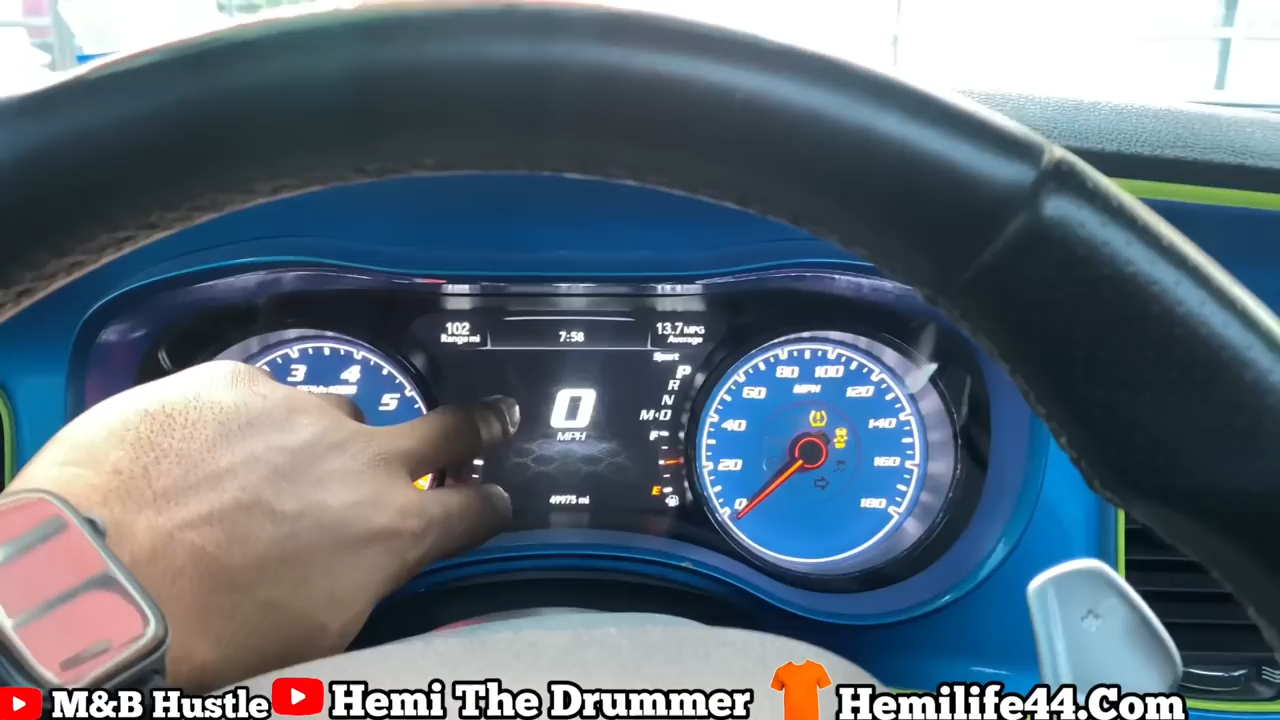 102
Range mi
7:58
13.7 MPG
Average
Sport
P
R
N
M<D
F
0
MPH
E
49975 mi
3 4 5
0 20 40 60 80 100 120 140 160 180
MPH
M&B Hustle
Hemi The Drummer
Hemilife44.Com